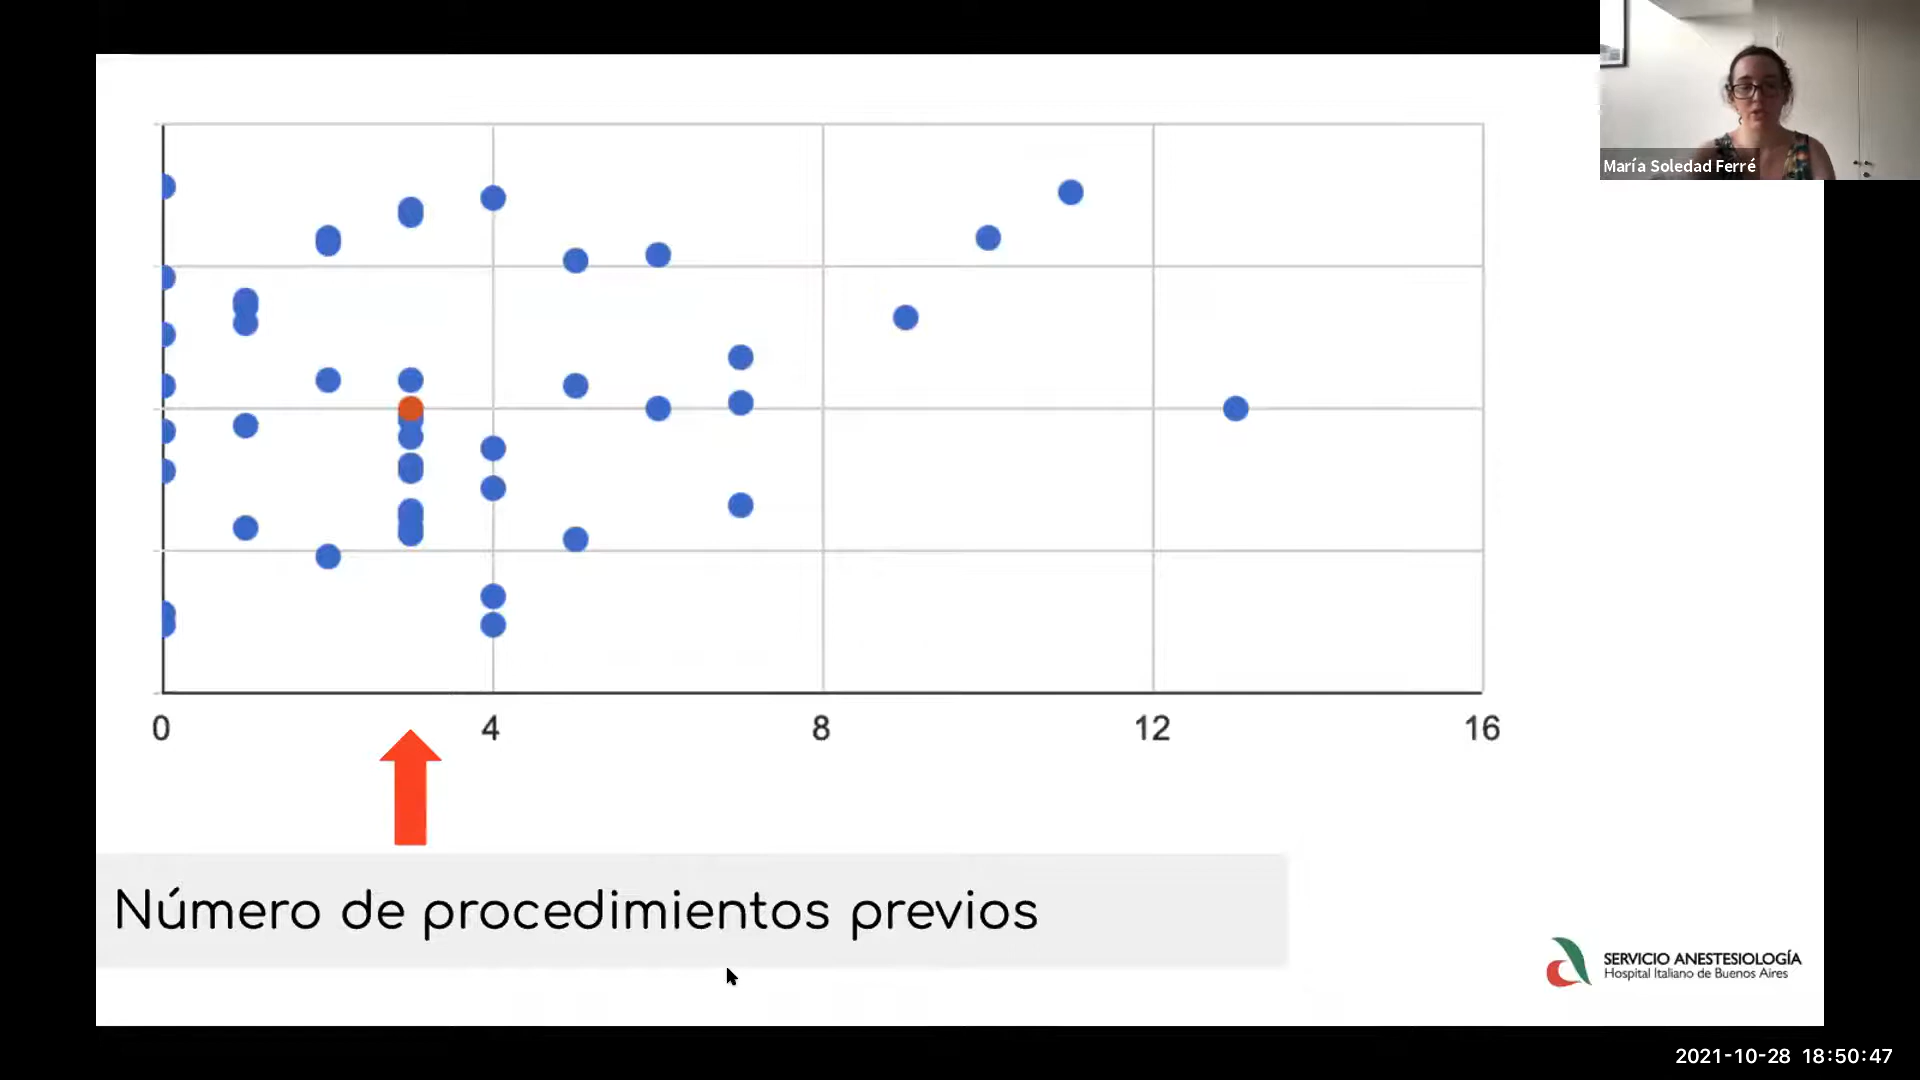 María Soledad Ferré
0 4 8 12 16
Número de procedimientos previos
SERVICIO ANESTESIOLOGÍA
Hospital Italiano de Buenos Aires
2021-10-28 18:50:47